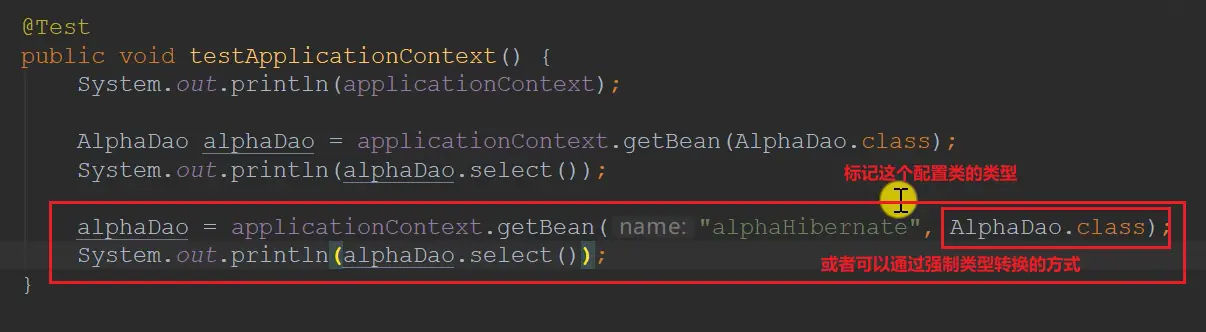 @Test
public void testApplicationContext() {
System.out.println(applicationContext);
AlphaDao alphaDao = applicationContext.getBean(AlphaDao.class);
System.out.println(alphaDao.select());
标记这个配置类的类型
alphaDao = applicationContext.getBean( name: "alphaHibernate", AlphaDao.class);
System.out.println(alphaDao.select());
或者可以通过强制类型转换的方式
}